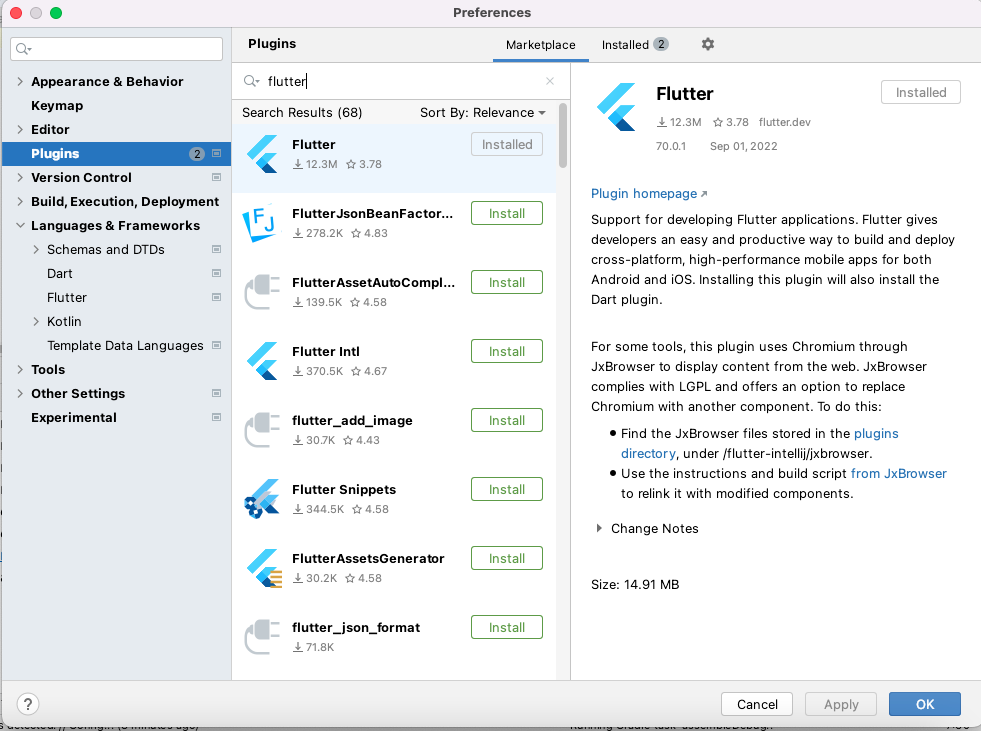 Preferences
Plugins
Marketplace
Installed 2
Appearance & Behavior
Keymap
Editor
Plugins 2
Version Control
Build, Execution, Deployment
Languages & Frameworks
Schemas and DTDs
Dart
Flutter
Kotlin
Template Data Languages
Tools
Other Settings
Experimental
flutter
Search Results (68)
Sort By: Relevance
Flutter
12.3M 3.78
Installed
FlutterJsonBeanFactor...
278.2K 4.83
Install
FlutterAssetAutoCompl...
139.5K 4.58
Install
Flutter Intl
370.5K 4.67
Install
flutter_add_image
30.7K 4.43
Install
Flutter Snippets
344.5K 4.58
Install
FlutterAssetsGenerator
30.2K 4.58
Install
flutter_json_format
71.8K
Install
Flutter
Installed
12.3M 3.78 flutter.dev
70.0.1 Sep 01, 2022
Plugin homepage
Support for developing Flutter applications. Flutter gives
developers an easy and productive way to build and deploy
cross-platform, high-performance mobile apps for both
Android and iOS. Installing this plugin will also install the
Dart plugin.
For some tools, this plugin uses Chromium through
JxBrowser to display content from the web. JxBrowser
complies with LGPL and offers an option to replace
Chromium with another component. To do this:
Find the JxBrowser files stored in the plugins
directory, under /flutter-intellij/jxbrowser.
Use the instructions and build script from JxBrowser
to relink it with modified components.
Change Notes
Size: 14.91 MB
?
Cancel
Apply
OK